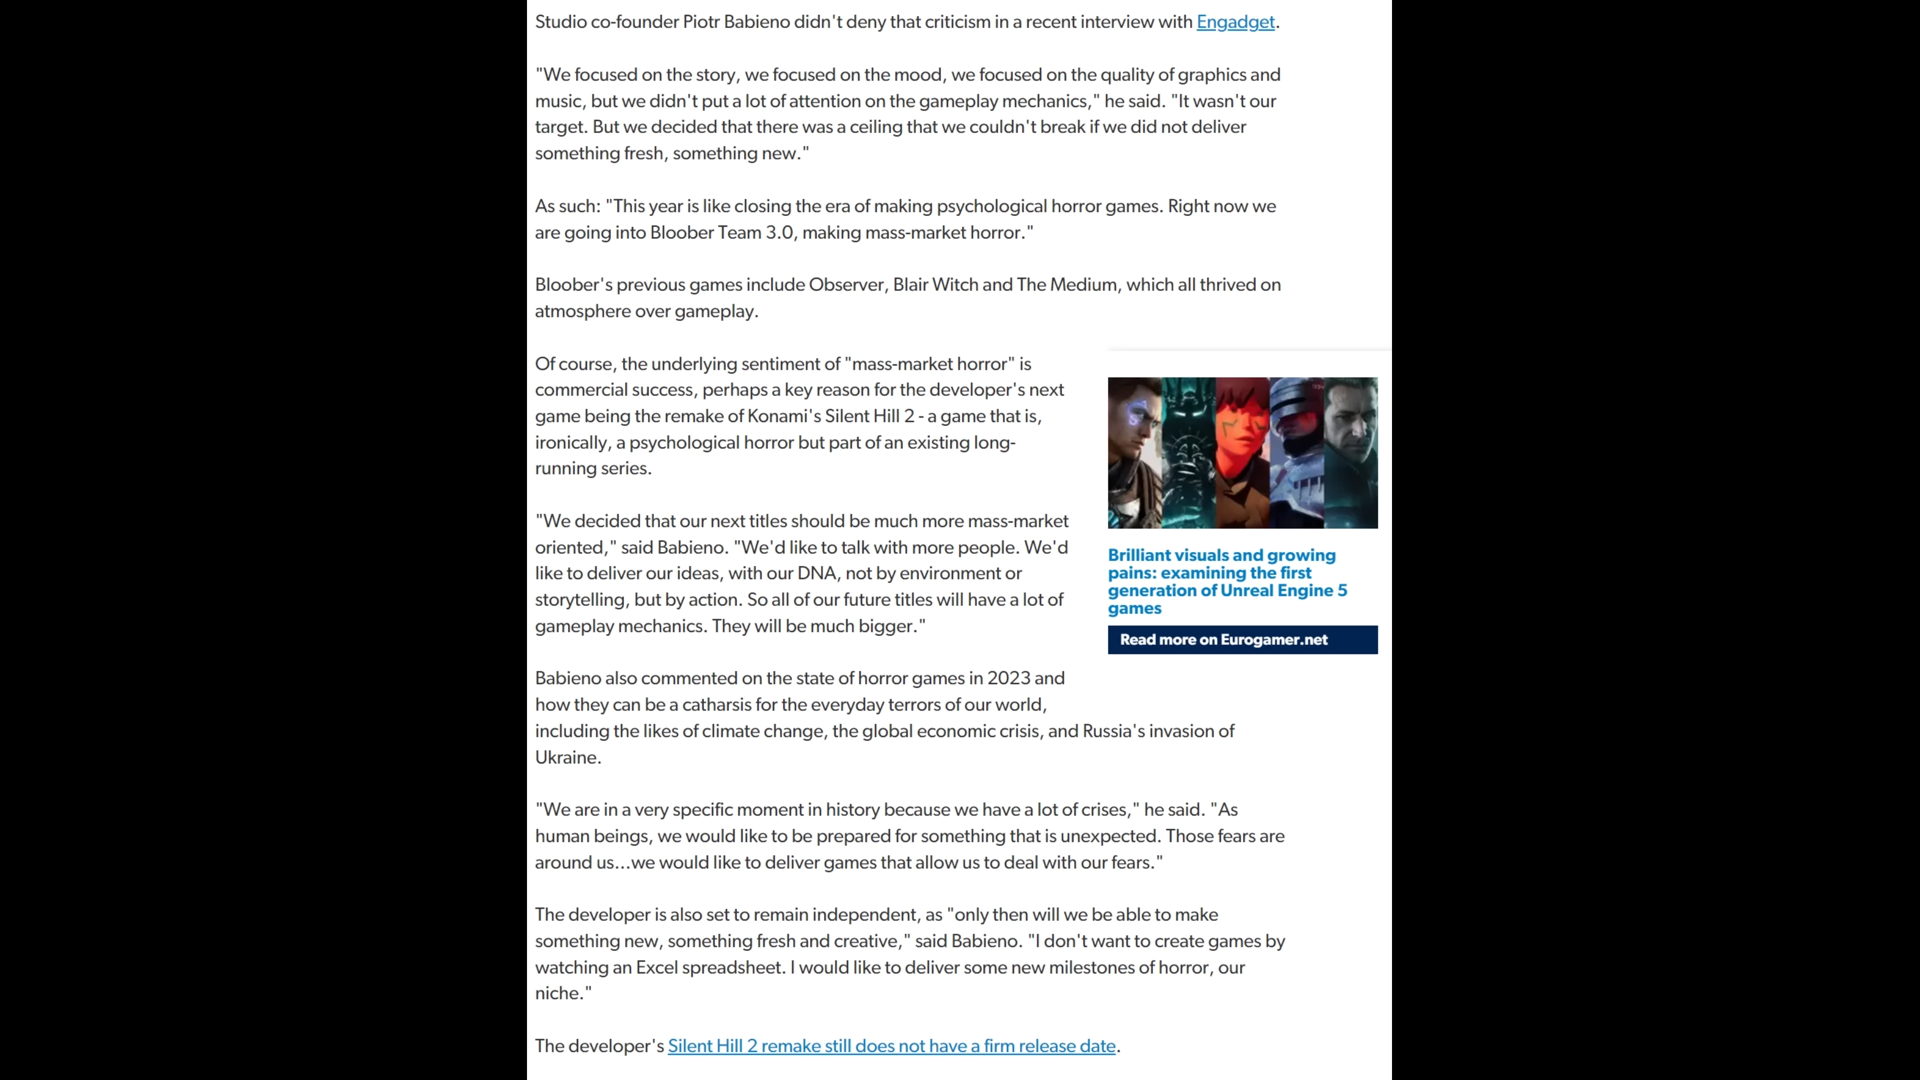 Studio co-founder Piotr Babieno didn't deny that criticism in a recent interview with Engadget.
"We focused on the story, we focused on the mood, we focused on the quality of graphics and
music, but we didn't put a lot of attention on the gameplay mechanics," he said. "It wasn't our
target. But we decided that there was a ceiling that we couldn't break if we did not deliver
something fresh, something new."
As such: "This year is like closing the era of making psychological horror games. Right now we
are going into Bloober Team 3.0, making mass-market horror."
Bloober's previous games include Observer, Blair Witch and The Medium, which all thrived on
atmosphere over gameplay.
Of course, the underlying sentiment of "mass-market horror" is
commercial success, perhaps a key reason for the developer's next
game being the remake of Konami's Silent Hill 2 - a game that is,
ironically, a psychological horror but part of an existing long-
running series.
"We decided that our next titles should be much more mass-market
oriented," said Babieno. "We'd like to talk with more people. We'd
like to deliver our ideas, with our DNA, not by environment or
storytelling, but by action. So all of our future titles will have a lot of
gameplay mechanics. They will be much bigger."
Brilliant visuals and growing
pains: examining the first
generation of Unreal Engine 5
games
Read more on Eurogamer.net
Babieno also commented on the state of horror games in 2023 and
how they can be a catharsis for the everyday terrors of our world,
including the likes of climate change, the global economic crisis, and Russia's invasion of
Ukraine.
"We are in a very specific moment in history because we have a lot of crises," he said. "As
human beings, we would like to be prepared for something that is unexpected. Those fears are
around us...we would like to deliver games that allow us to deal with our fears."
The developer is also set to remain independent, as "only then will we be able to make
something new, something fresh and creative," said Babieno. "I don't want to create games by
watching an Excel spreadsheet. I would like to deliver some new milestones of horror, our
niche."
The developer's Silent Hill 2 remake still does not have a firm release date.